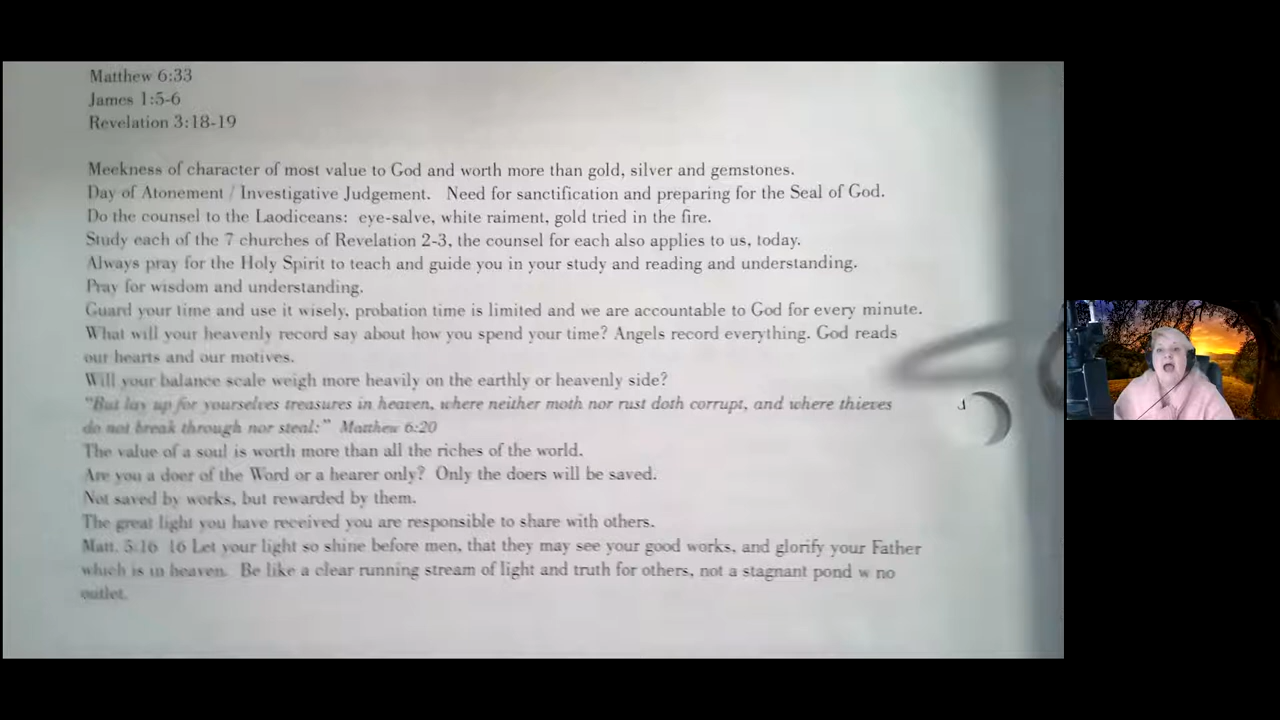 Matthew 6:33
James 1:5-6
Revelation 3:18-19
Meekness of character of most value to God and worth more than gold, silver and gemstones.
Day of Atonement / Investigative Judgement. Need for sanctification and preparing for the Seal of God.
Do the counsel to the Laodiceans: eye-salve, white raiment, gold tried in the fire.
Study each of the 7 churches of Revelation 2-3, the counsel for each also applies to us, today.
Always pray for the Holy Spirit to teach and guide you in your study and reading and understanding.
Pray for wisdom and understanding.
Guard your time and use it wisely, probation time is limited and we are accountable to God for every minute.
What will your heavenly record say about how you spend your time? Angels record everything. God reads
our hearts and our motives.
Will your balance scale weigh more heavily on the earthly or heavenly side?
"But lay up for yourselves treasures in heaven, where neither moth nor rust doth corrupt, and where thieves
do not break through nor steal:" Matthew 6:20
The value of a soul is worth more than all the riches of the world.
Are you a doer of the Word or a hearer only? Only the doers will be saved.
Not saved by works, but rewarded by them.
The great light you have received you are responsible to share with others.
Matt. 5:16 16 Let your light so shine before men, that they may see your good works, and glorify your Father
which is in heaven. Be like a clear running stream of light and truth for others, not a stagnant pond w no
outlet.